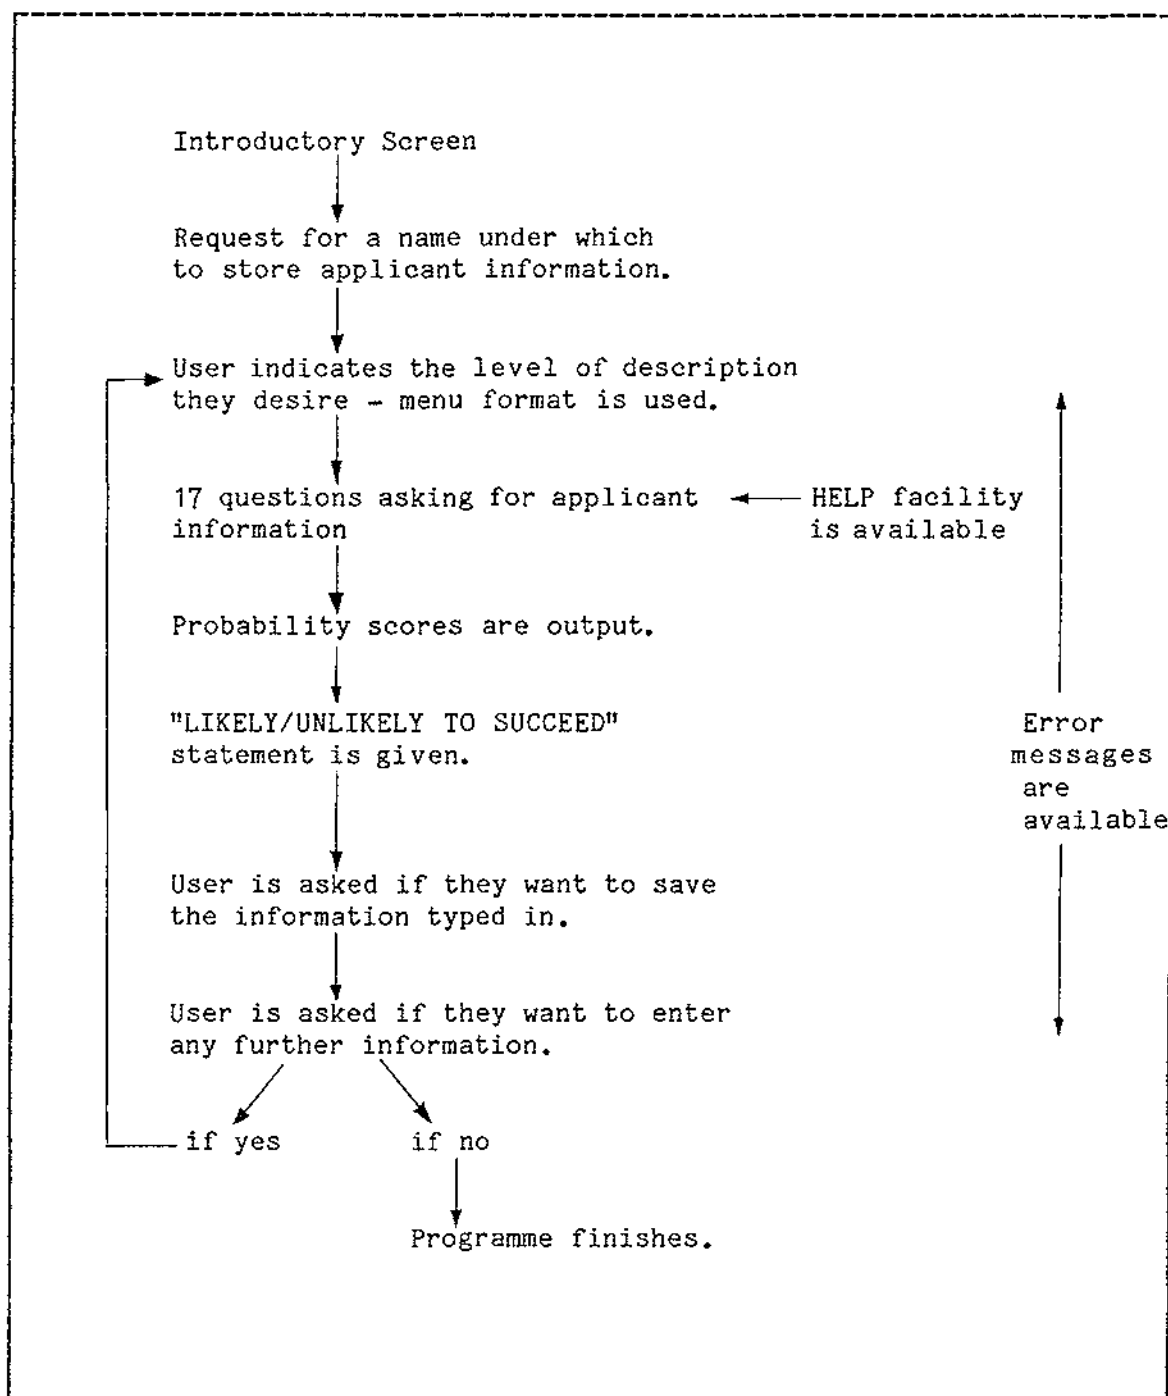 Introductory Screen
Request for a name under which
to store applicant information.
User indicates the level of description
they desire - menu format is used.
17 questions asking for applicant
information
HELP facility
is available
Probability scores are output.
"LIKELY/UNLIKELY TO SUCCEED"
statement is given.
Error
messages
are
available
User is asked if they want to save
the information typed in.
User is asked if they want to enter
any further information.
if yes
if no
Programme finishes.